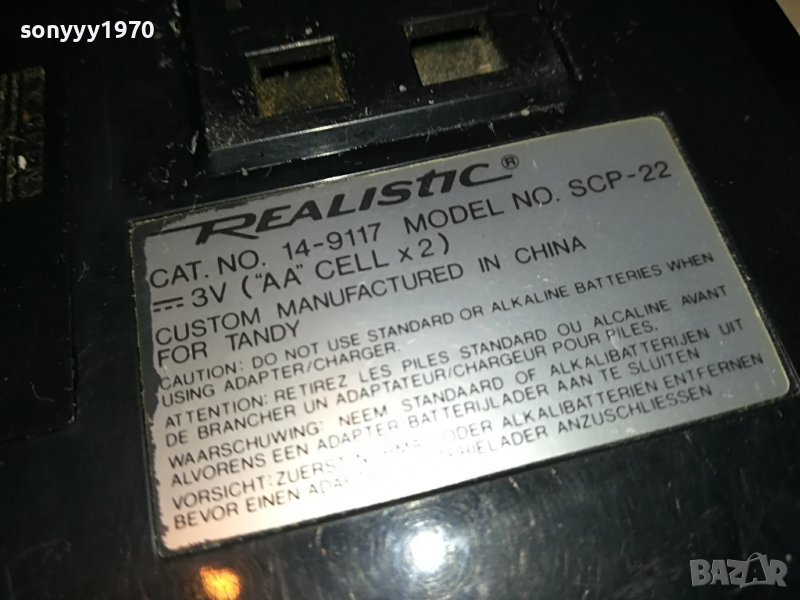 sonyyy1970
REALISTIC®
CAT. NO. 14-9117 MODEL NO. SCP-22
⎓ 3V ("AA" CELL x 2)
CUSTOM MANUFACTURED IN CHINA
FOR TANDY
CAUTION: DO NOT USE STANDARD OR ALKALINE BATTERIES WHEN
USING ADAPTER/CHARGER.
ATTENTION: RETIREZ LES PILES STANDARD OU ALCALINE AVANT
DE BRANCHER UN ADAPTATEUR/CHARGEUR POUR PILES.
WAARSCHUWING: NEEM STANDAARD OF ALKALIBATTERIJEN UIT
ALVORENS EEN ADAPTER BATTERIJLADER AAN TE SLUITEN
VORSICHT: ZUERST ODER ALKALIBATTERIEN ENTFERNEN
BEVOR EINEN ANZUSCHLIESSEN
BAZAR